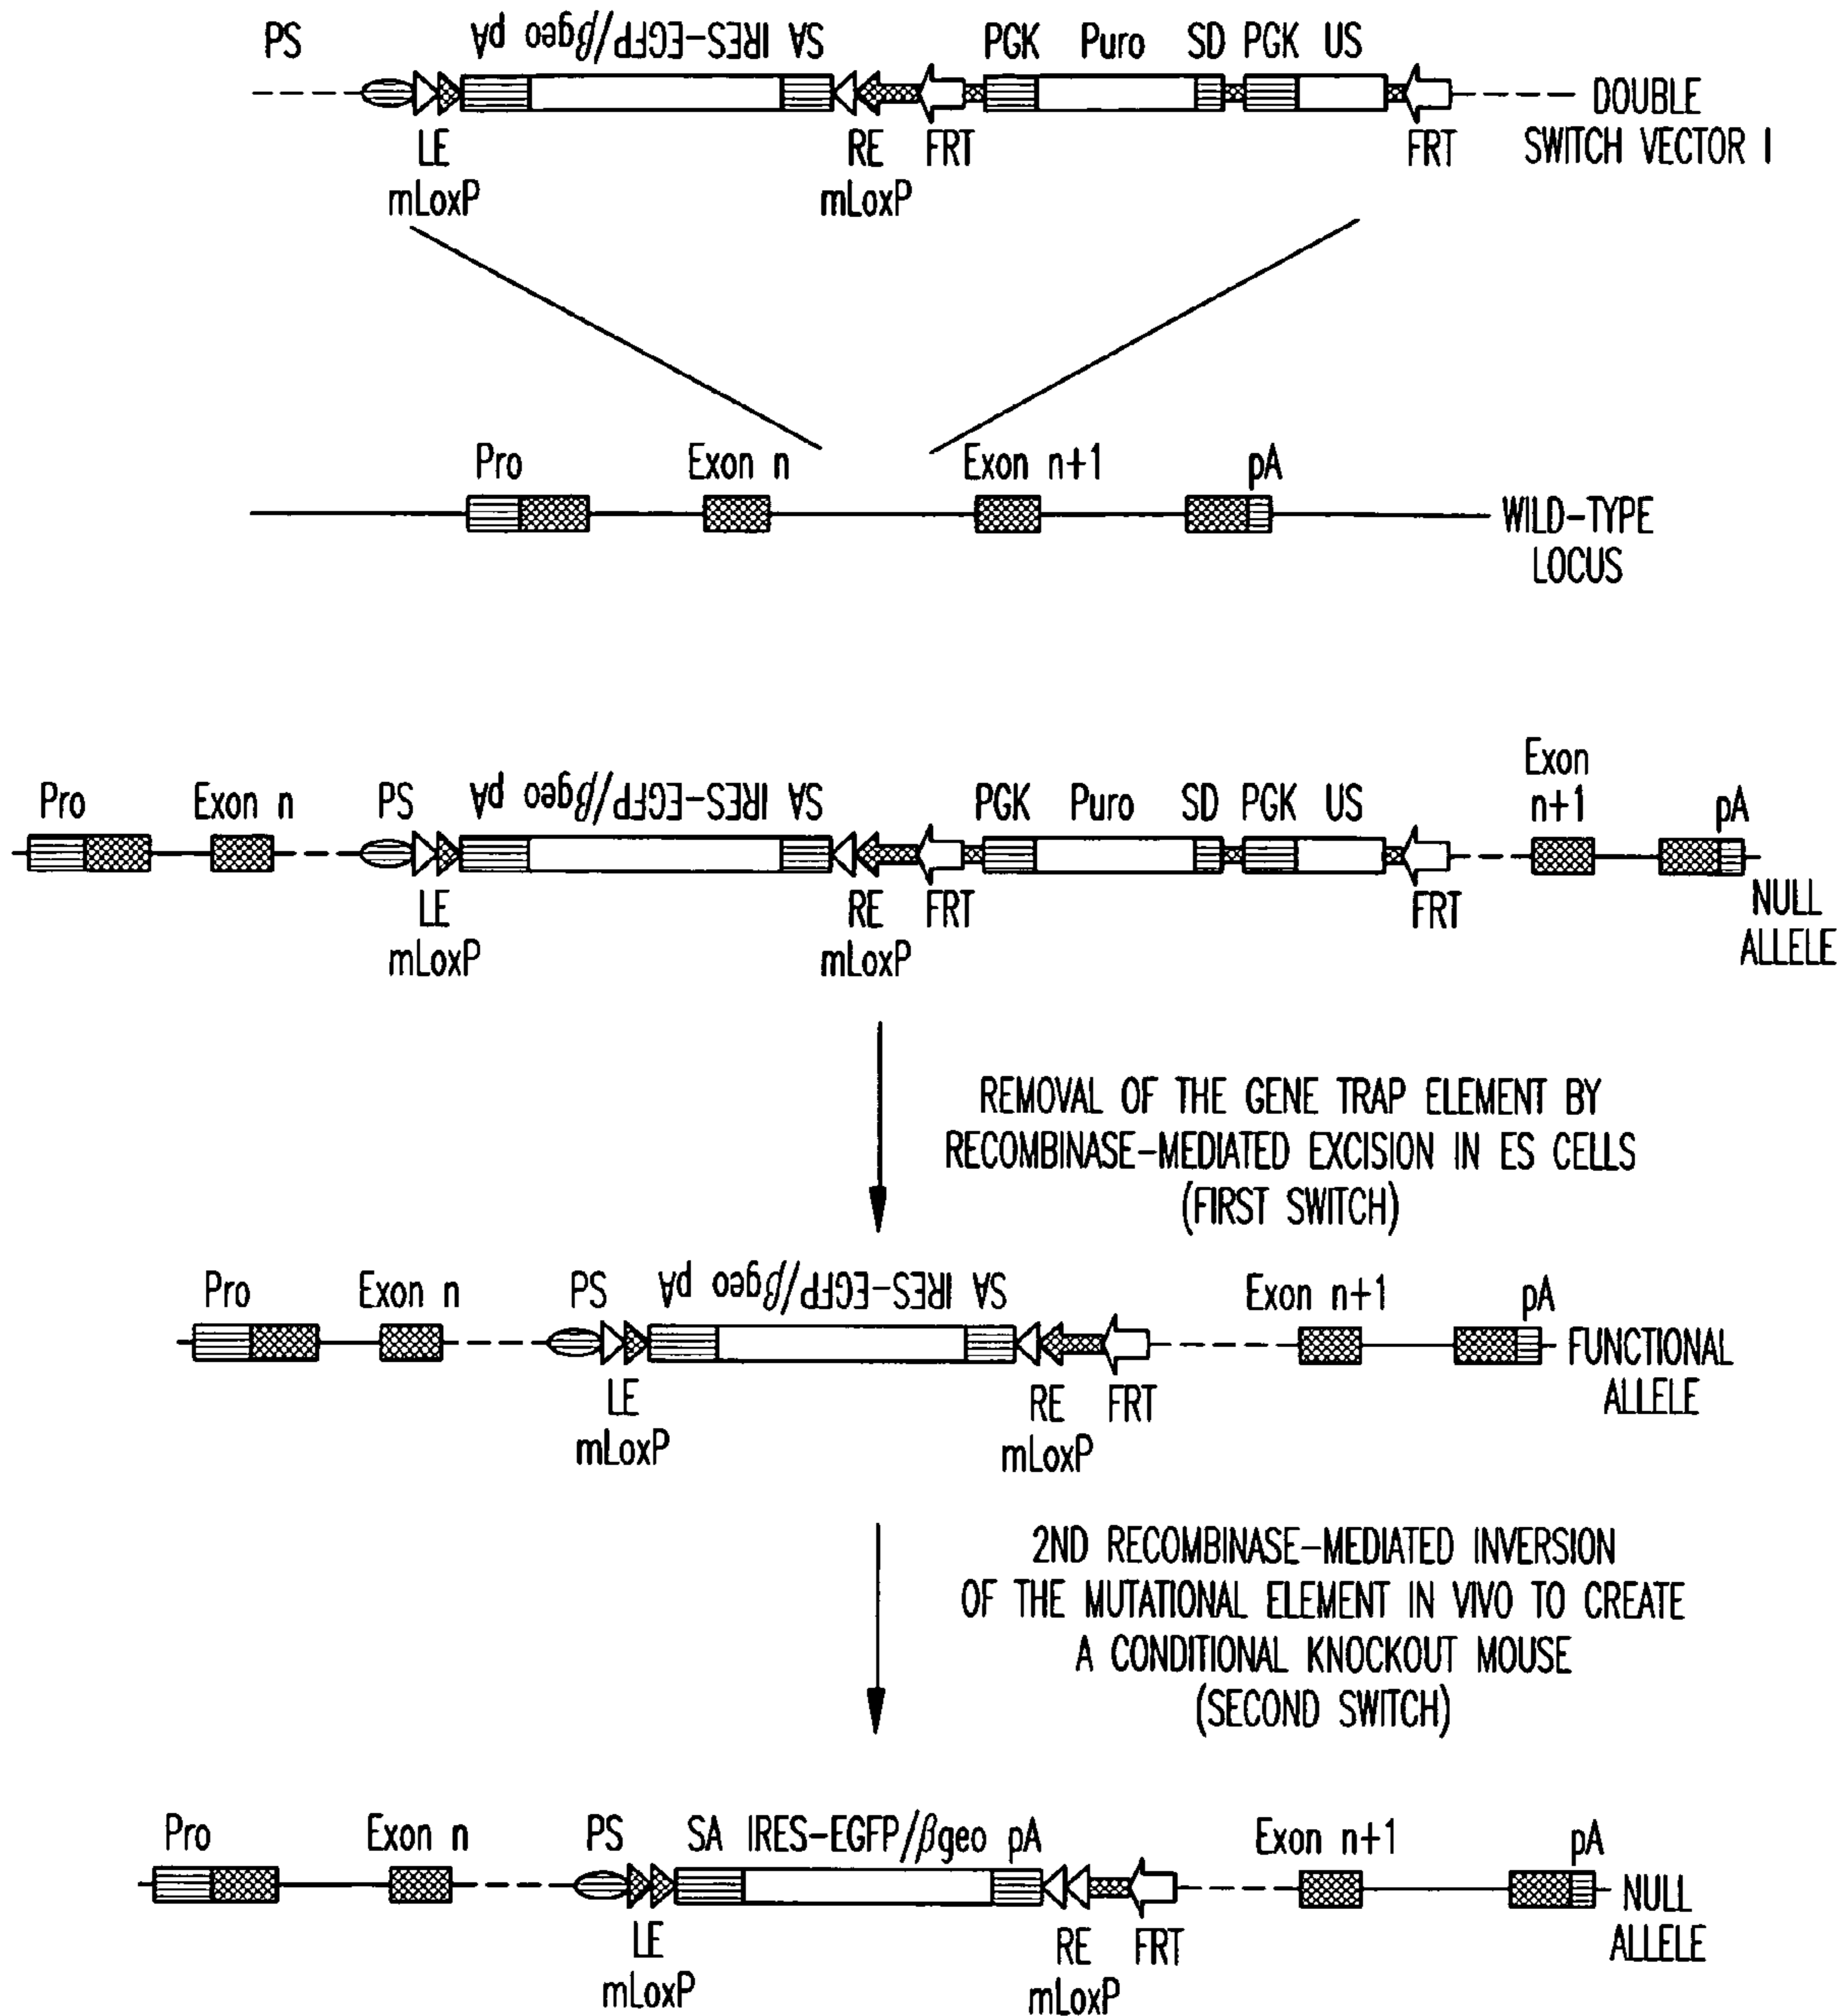 PS pA IRES-EGFP/βgeo SA PGK Puro SD PGK US
LE RE FRT FRT
mLoxP mLoxP
DOUBLE
SWITCH VECTOR I
Pro Exon n Exon n+1 pA
WILD-TYPE
LOCUS
Exon
Pro Exon n PS pA IRES-EGFP/βgeo SA PGK Puro SD PGK US n+1 pA
LE RE FRT FRT
mLoxP mLoxP
NULL
ALLELE
REMOVAL OF THE GENE TRAP ELEMENT BY
RECOMBINASE-MEDIATED EXCISION IN ES CELLS
(FIRST SWITCH)
Pro Exon n PS pA IRES-EGFP/βgeo SA Exon n+1 pA
FUNCTIONAL
ALLELE
LE RE FRT
mLoxP mLoxP
2ND RECOMBINASE-MEDIATED INVERSION
OF THE MUTATIONAL ELEMENT IN VIVO TO CREATE
A CONDITIONAL KNOCKOUT MOUSE
(SECOND SWITCH)
Pro Exon n PS SA IRES-EGFP/βgeo pA Exon n+1 pA
NULL
ALLELE
LE RE FRT
mLoxP mLoxP